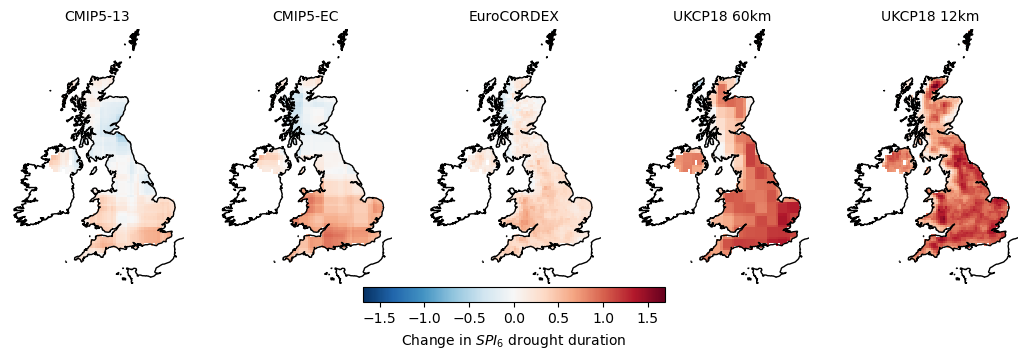 CMIP5-13 CMIP5-EC EuroCORDEX UKCP18 60km UKCP18 12km
−1.5 −1.0 −0.5 0.0 0.5 1.0 1.5
Change in SPI₆ drought duration